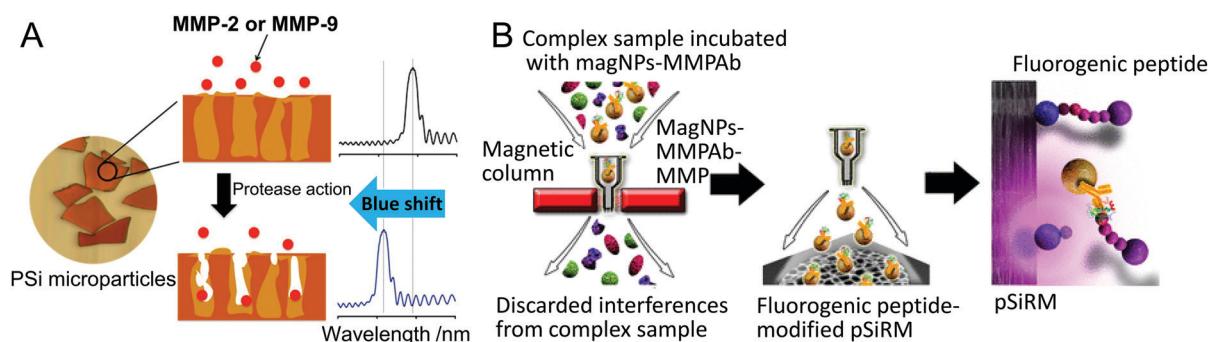 A
MMP-2 or MMP-9
Protease action
Blue shift
PSi microparticles
Wavelength /nm
B
Complex sample incubated
with magNPs-MMPAb
Magnetic
column
MagNPs-
MMPAb-
MMP
Discarded interferences
from complex sample
Fluorogenic peptide-
modified pSiRM
Fluorogenic peptide
pSiRM